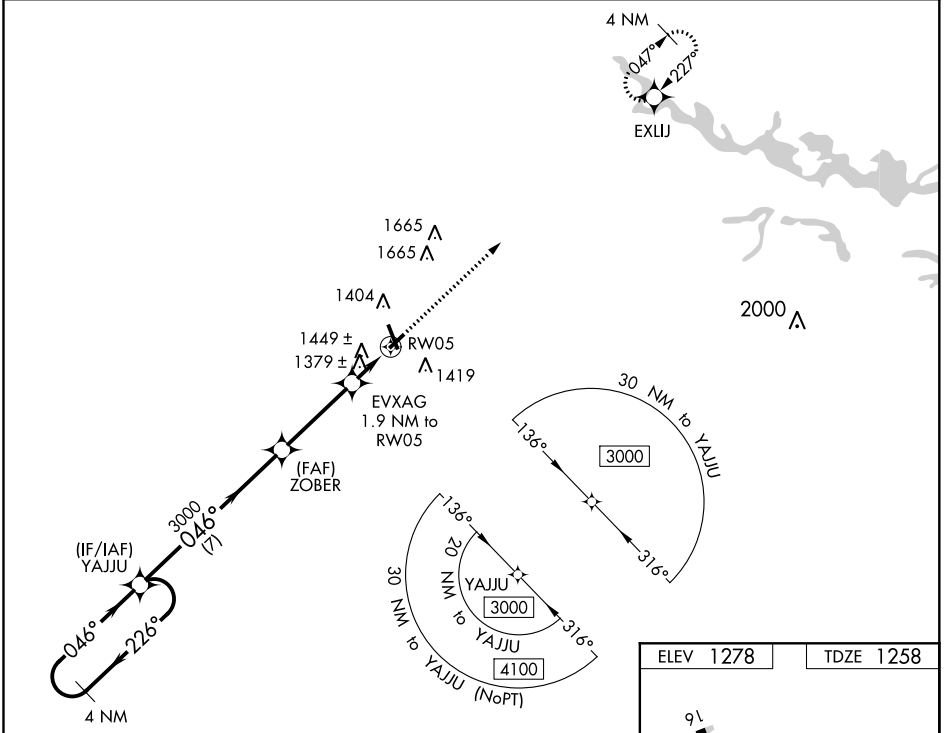 4 NM
047°
227°
EXLIJ
1665
1665
1404
2000
1449 ±
RW05
1379 ±
1419
EVXAG
1.9 NM to
RW05
(FAF)
ZOBER
3000
046°
(7)
(IF/IAF)
YAJJU
046°
226°
4 NM
30 NM to YAJJU
136°
3000
316°
136°
20 NM to YAJJU
YAJJU
3000
316°
30 NM to YAJJU (NoPT)
4100
ELEV 1278
TDZE 1258
16